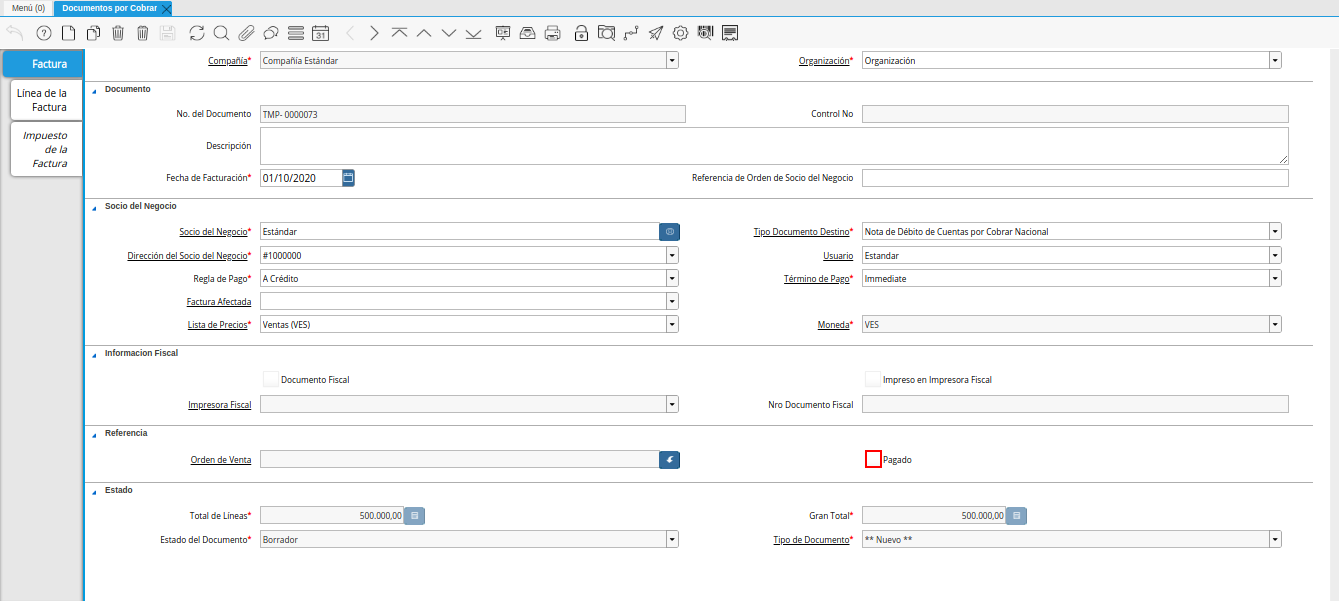 Menú (0) Documentos por Cobrar
31
Factura
Línea de la
Factura
Impuesto
de la
Factura
Compañía* Compañía Estándar Organización* Organización
Documento
No. del Documento TMP- 0000073 Control No
Descripción
Fecha de Facturación* 01/10/2020 Referencia de Orden de Socio del Negocio
Socio del Negocio
Socio del Negocio* Estándar Tipo Documento Destino* Nota de Débito de Cuentas por Cobrar Nacional
Dirección del Socio del Negocio* #1000000 Usuario Estandar
Regla de Pago* A Crédito Término de Pago* Immediate
Factura Afectada
Lista de Precios* Ventas (VES) Moneda* VES
Informacion Fiscal
Documento Fiscal Impreso en Impresora Fiscal
Impresora Fiscal Nro Documento Fiscal
Referencia
Orden de Venta Pagado
Estado
Total de Líneas* 500.000,00 Gran Total* 500.000,00
Estado del Documento* Borrador Tipo de Documento* ** Nuevo **